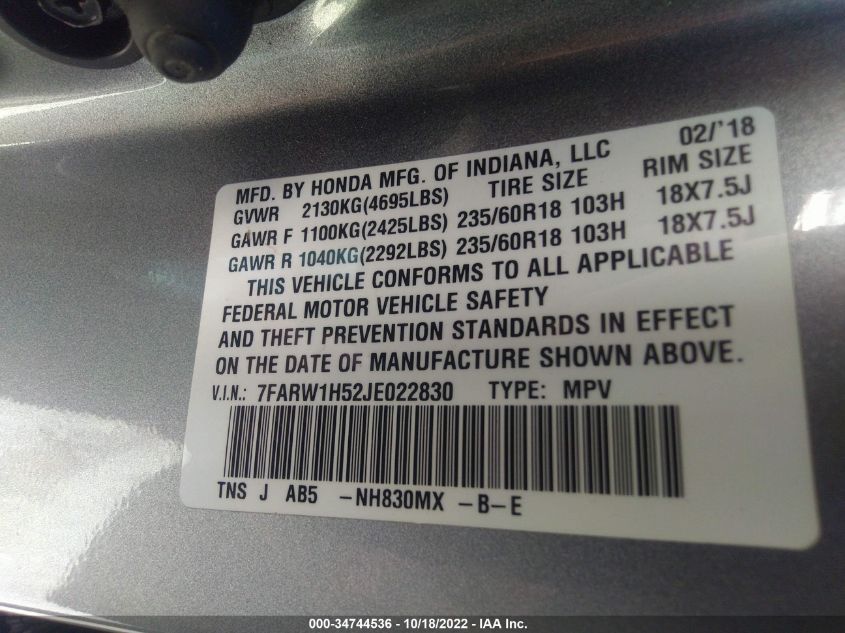 MFD. BY HONDA MFG. OF INDIANA, LLC 02/'18
GVWR 2130KG(4695LBS) TIRE SIZE RIM SIZE
GAWR F 1100KG(2425LBS) 235/60R18 103H 18X7.5J
GAWR R 1040KG(2292LBS) 235/60R18 103H 18X7.5J
THIS VEHICLE CONFORMS TO ALL APPLICABLE
FEDERAL MOTOR VEHICLE SAFETY
AND THEFT PREVENTION STANDARDS IN EFFECT
ON THE DATE OF MANUFACTURE SHOWN ABOVE.
V.I.N.: 7FARW1H52JE022830 TYPE: MPV
TNS J AB5 -NH830MX -B-E
000-34744536 - 10/18/2022 - IAA Inc.